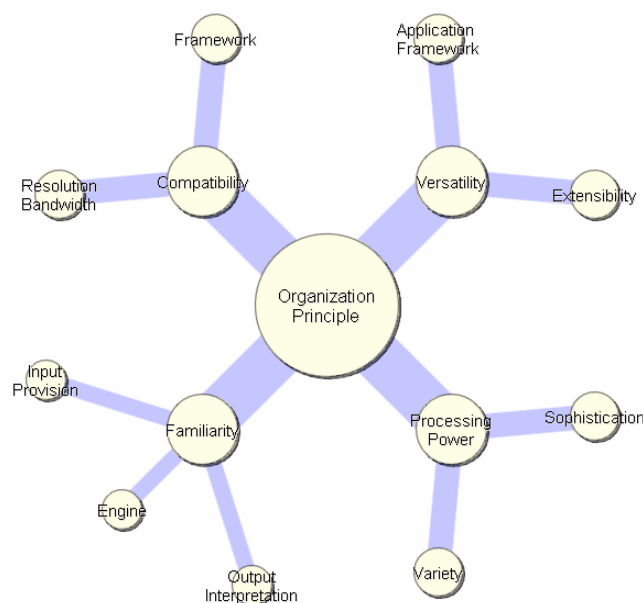 Framework
Application
Framework
Resolution
Bandwidth
Compatibility
Versatility
Extensibility
Organization
Principle
Input
Provision
Familiarity
Processing
Power
Sophistication
Engine
Output
Interpretation
Variety